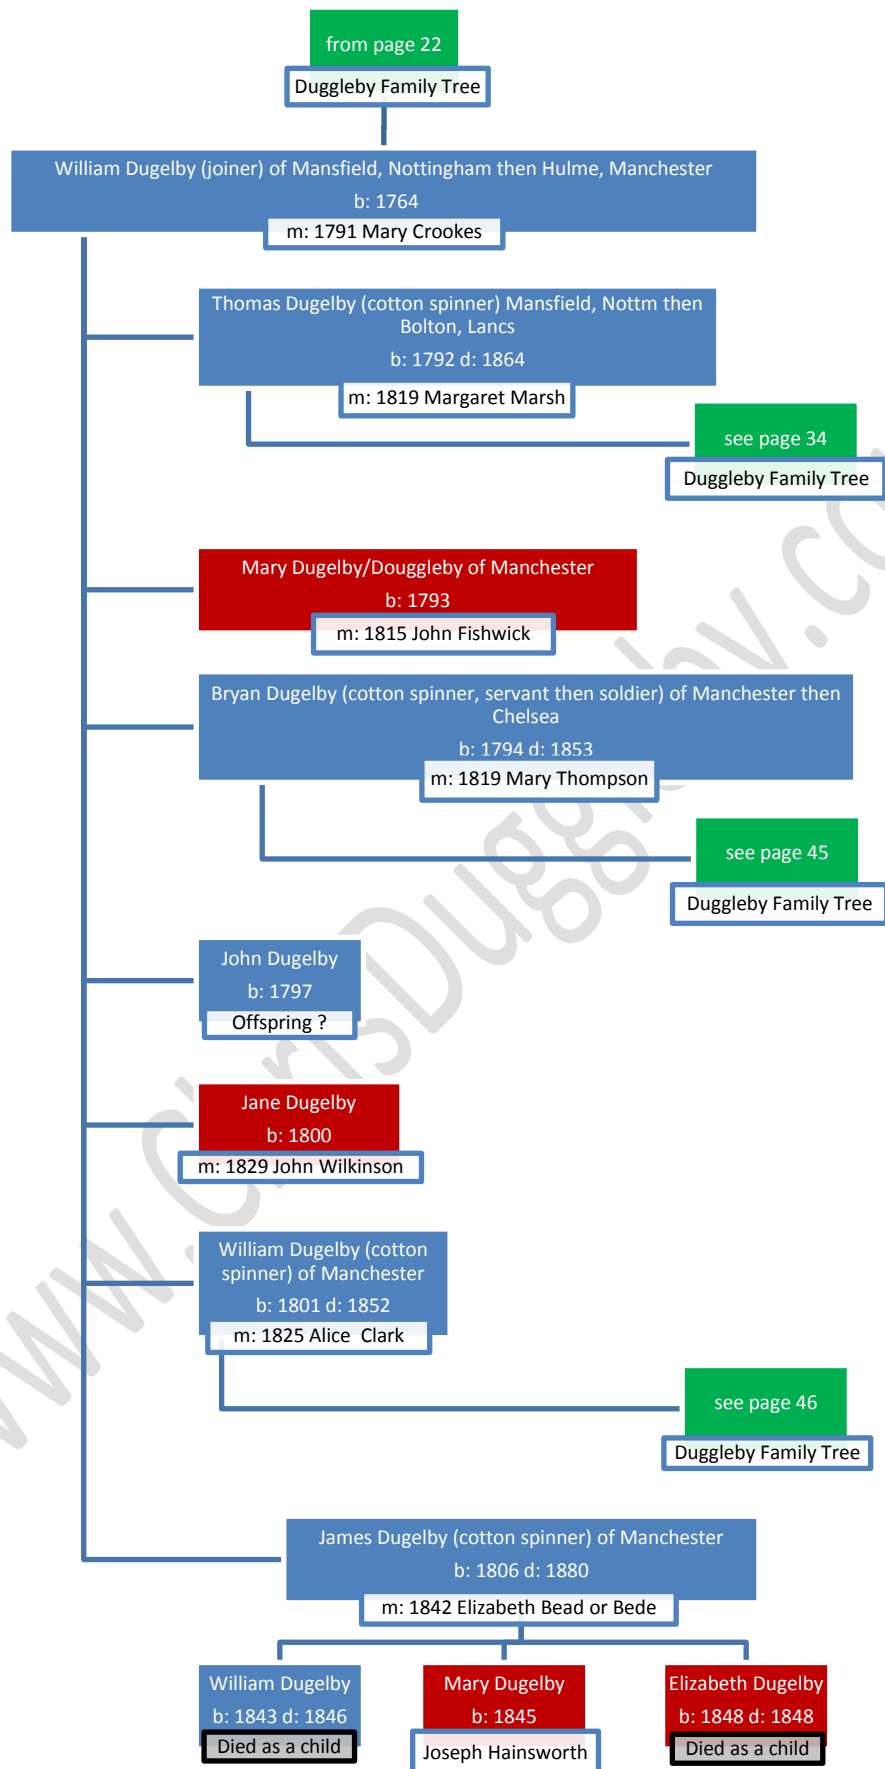 from page 22
Duggleby Family Tree
William Dugelby (joiner) of Mansfield, Nottingham then Hulme, Manchester
b: 1764
m: 1791 Mary Crookes
Thomas Dugelby (cotton spinner) Mansfield, Nottm then
Bolton, Lancs
b: 1792 d: 1864
m: 1819 Margaret Marsh
see page 34
Duggleby Family Tree
Mary Dugelby/Douggleby of Manchester
b: 1793
m: 1815 John Fishwick
Bryan Dugelby (cotton spinner, servant then soldier) of Manchester then
Chelsea
b: 1794 d: 1853
m: 1819 Mary Thompson
see page 45
Duggleby Family Tree
John Dugelby
b: 1797
Offspring ?
Jane Dugelby
b: 1800
m: 1829 John Wilkinson
William Dugelby (cotton
spinner) of Manchester
b: 1801 d: 1852
m: 1825 Alice  Clark
see page 46
Duggleby Family Tree
James Dugelby (cotton spinner) of Manchester
b: 1806 d: 1880
m: 1842 Elizabeth Bead or Bede
William Dugelby
b: 1843 d: 1846
Died as a child
Mary Dugelby
b: 1845
Joseph Hainsworth
Elizabeth Dugelby
b: 1848 d: 1848
Died as a child
www.ChrisDuggleby.co